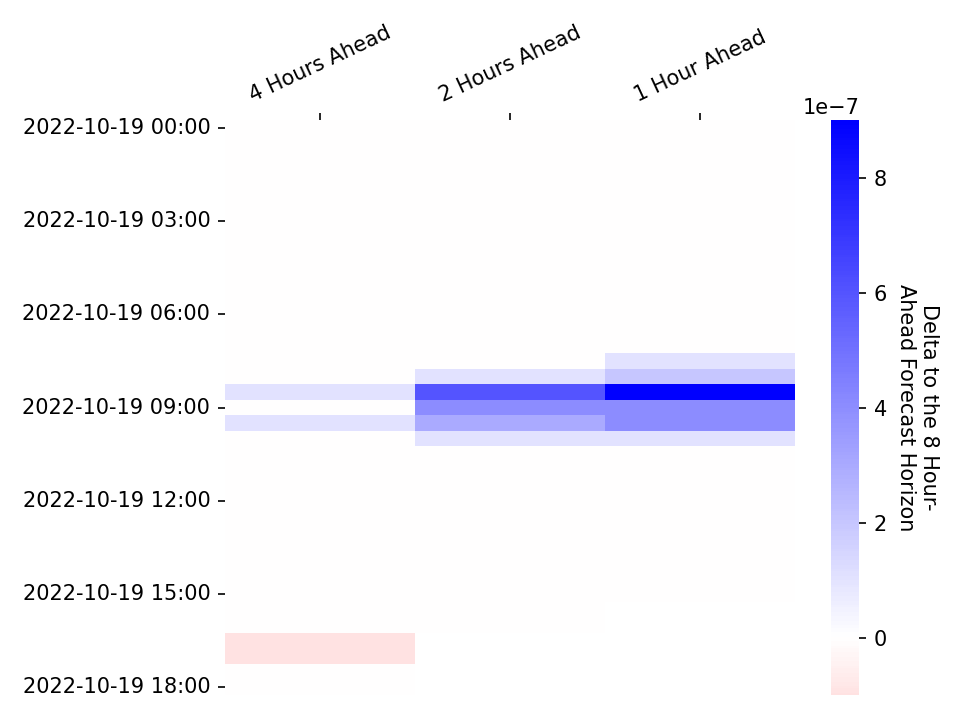 4 Hours Ahead
2 Hours Ahead
1 Hour Ahead
1e−7
2022-10-19 00:00
2022-10-19 03:00
2022-10-19 06:00
2022-10-19 09:00
2022-10-19 12:00
2022-10-19 15:00
2022-10-19 18:00
8
6
4
2
0
Delta to the 8 Hour-
Ahead Forecast Horizon